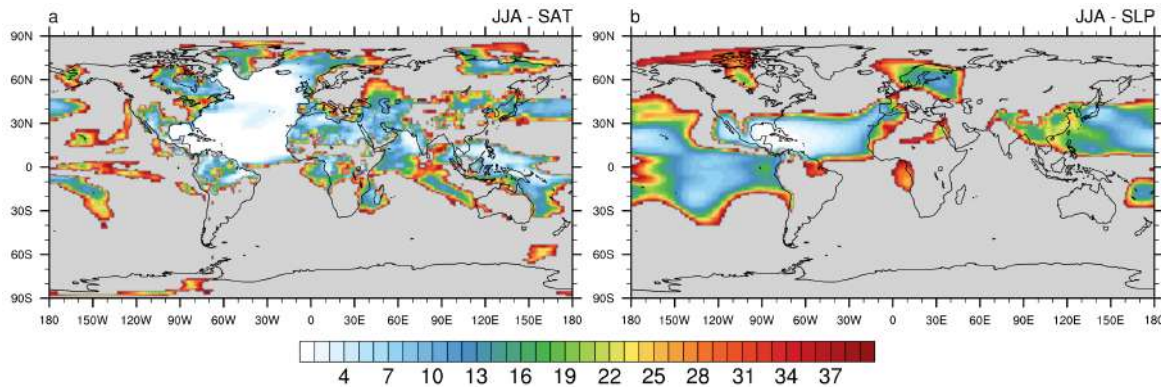 a JJA - SAT b JJA - SLP
90N 90N
60N 60N
30N 30N
0 0
30S 30S
60S 60S
90S 90S
180 150W 120W 90W 60W 30W 0 30E 60E 90E 120E 150E 180 180 150W 120W 90W 60W 30W 0 30E 60E 90E 120E 150E 180
4 7 10 13 16 19 22 25 28 31 34 37